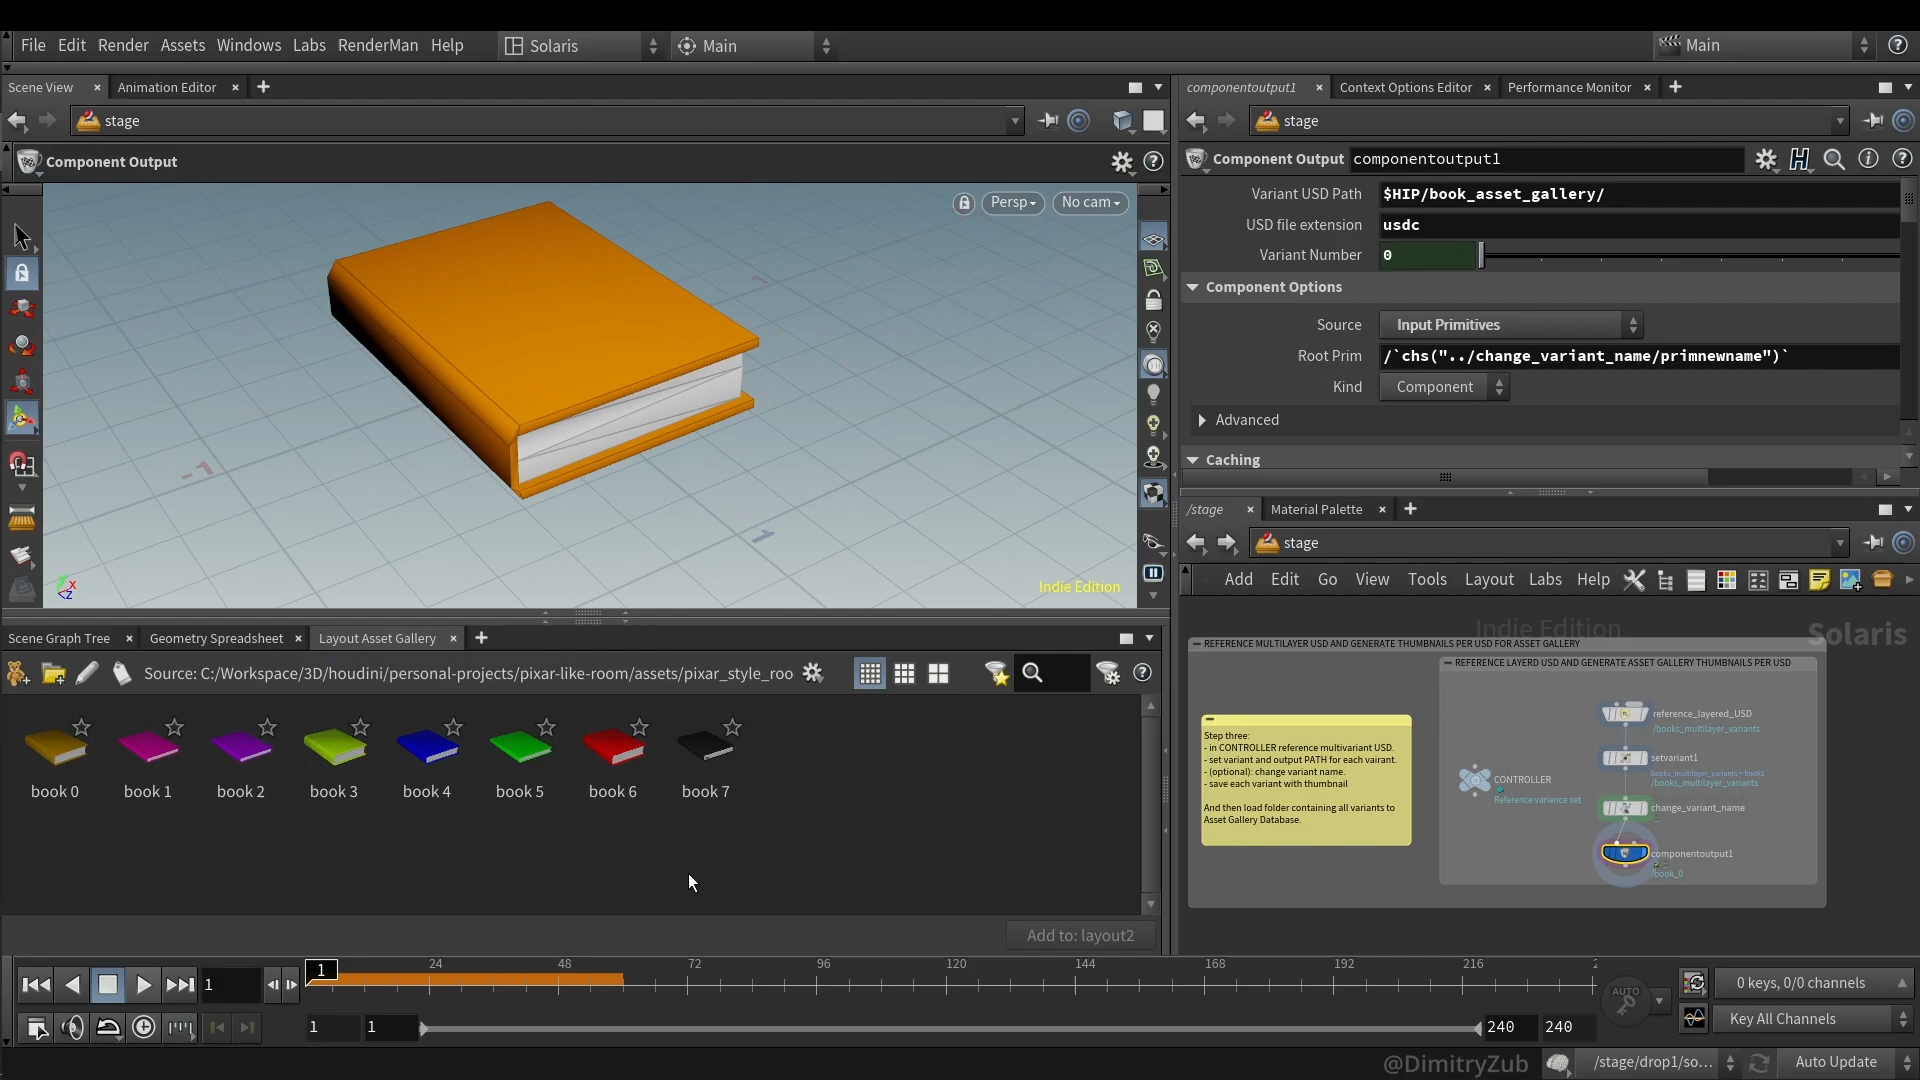 File Edit Render Assets Windows Labs RenderMan Help Solaris Main Main
Scene View Animation Editor
stage
Component Output
Persp No cam
1
1
Indie Edition
Y X Z
componentoutput1 Context Options Editor Performance Monitor
stage
Component Output componentoutput1
Variant USD Path $HIP/book_asset_gallery/
USD file extension usdc
Variant Number 0
Component Options
Source Input Primitives
Root Prim /`chs("../change_variant_name/primnewname")`
Kind Component
Advanced
Caching
/stage Material Palette
stage
Add Edit Go View Tools Layout Labs Help
Indie Edition Solaris
REFERENCE MULTILAYER USD AND GENERATE THUMBNAILS PER USD FOR ASSET GALLERY
REFERENCE LAYERD USD AND GENERATE ASSET GALLERY THUMBNAILS PER USD
Step three:
- in CONTROLLER reference multivariant USD.
- set variant and output PATH for each vairant.
- (optional): change variant name.
- save each variant with thumbnail
And then load folder containing all variants to
Asset Gallery Database.
CONTROLLER
Reference varience set
reference_layered_USD
/books_multilayer_variants
setvariant1
books_multilayer_variants = book1
/books_multilayer_variants
change_variant_name
componentoutput1
/book_0
Scene Graph Tree Geometry Spreadsheet Layout Asset Gallery
Source: C:/Workspace/3D/houdini/personal-projects/pixar-like-room/assets/pixar_style_roo
book 0 book 1 book 2 book 3 book 4 book 5 book 6 book 7
Add to: layout2
1 1 24 48 72 96 120 144 168 192 216 2
AUTO
0 keys, 0/0 channels
1 1 240 240
Key All Channels
@DimitryZub
/stage/drop1/so... Auto Update